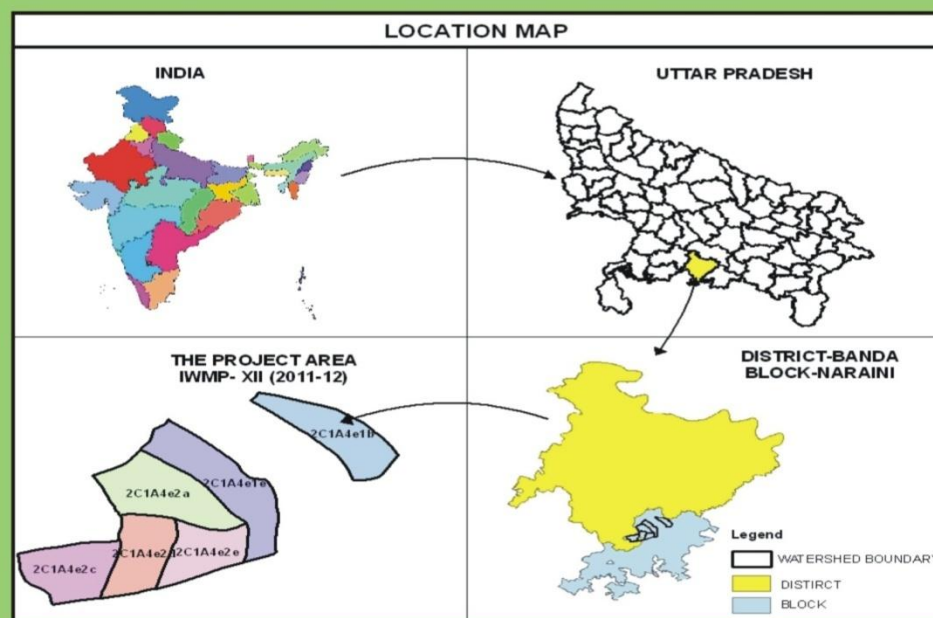 LOCATION MAP
INDIA
UTTAR PRADESH
THE PROJECT AREA
IWMP- XII (2011-12)
2C1A4e1b
2C1A4e1e
2C1A4e2a
2C1A4e2e
2C1A4e2c
DISTRICT-BANDA
BLOCK-NARAINI
Legend
WATERSHED BOUNDARY
DISTIRCT
BLOCK